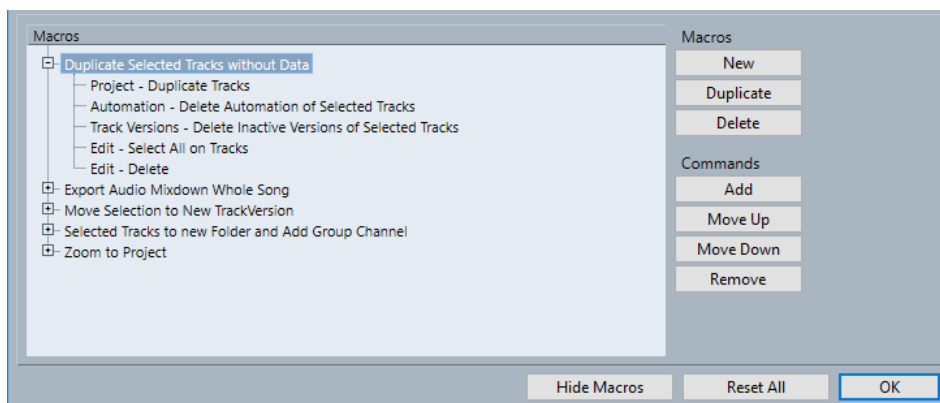 Macros
Duplicate Selected Tracks without Data
Project - Duplicate Tracks
Automation - Delete Automation of Selected Tracks
Track Versions - Delete Inactive Versions of Selected Tracks
Edit - Select All on Tracks
Edit - Delete
Export Audio Mixdown Whole Song
Move Selection to New TrackVersion
Selected Tracks to new Folder and Add Group Channel
Zoom to Project
Macros
New
Duplicate
Delete
Commands
Add
Move Up
Move Down
Remove
Hide Macros
Reset All
OK